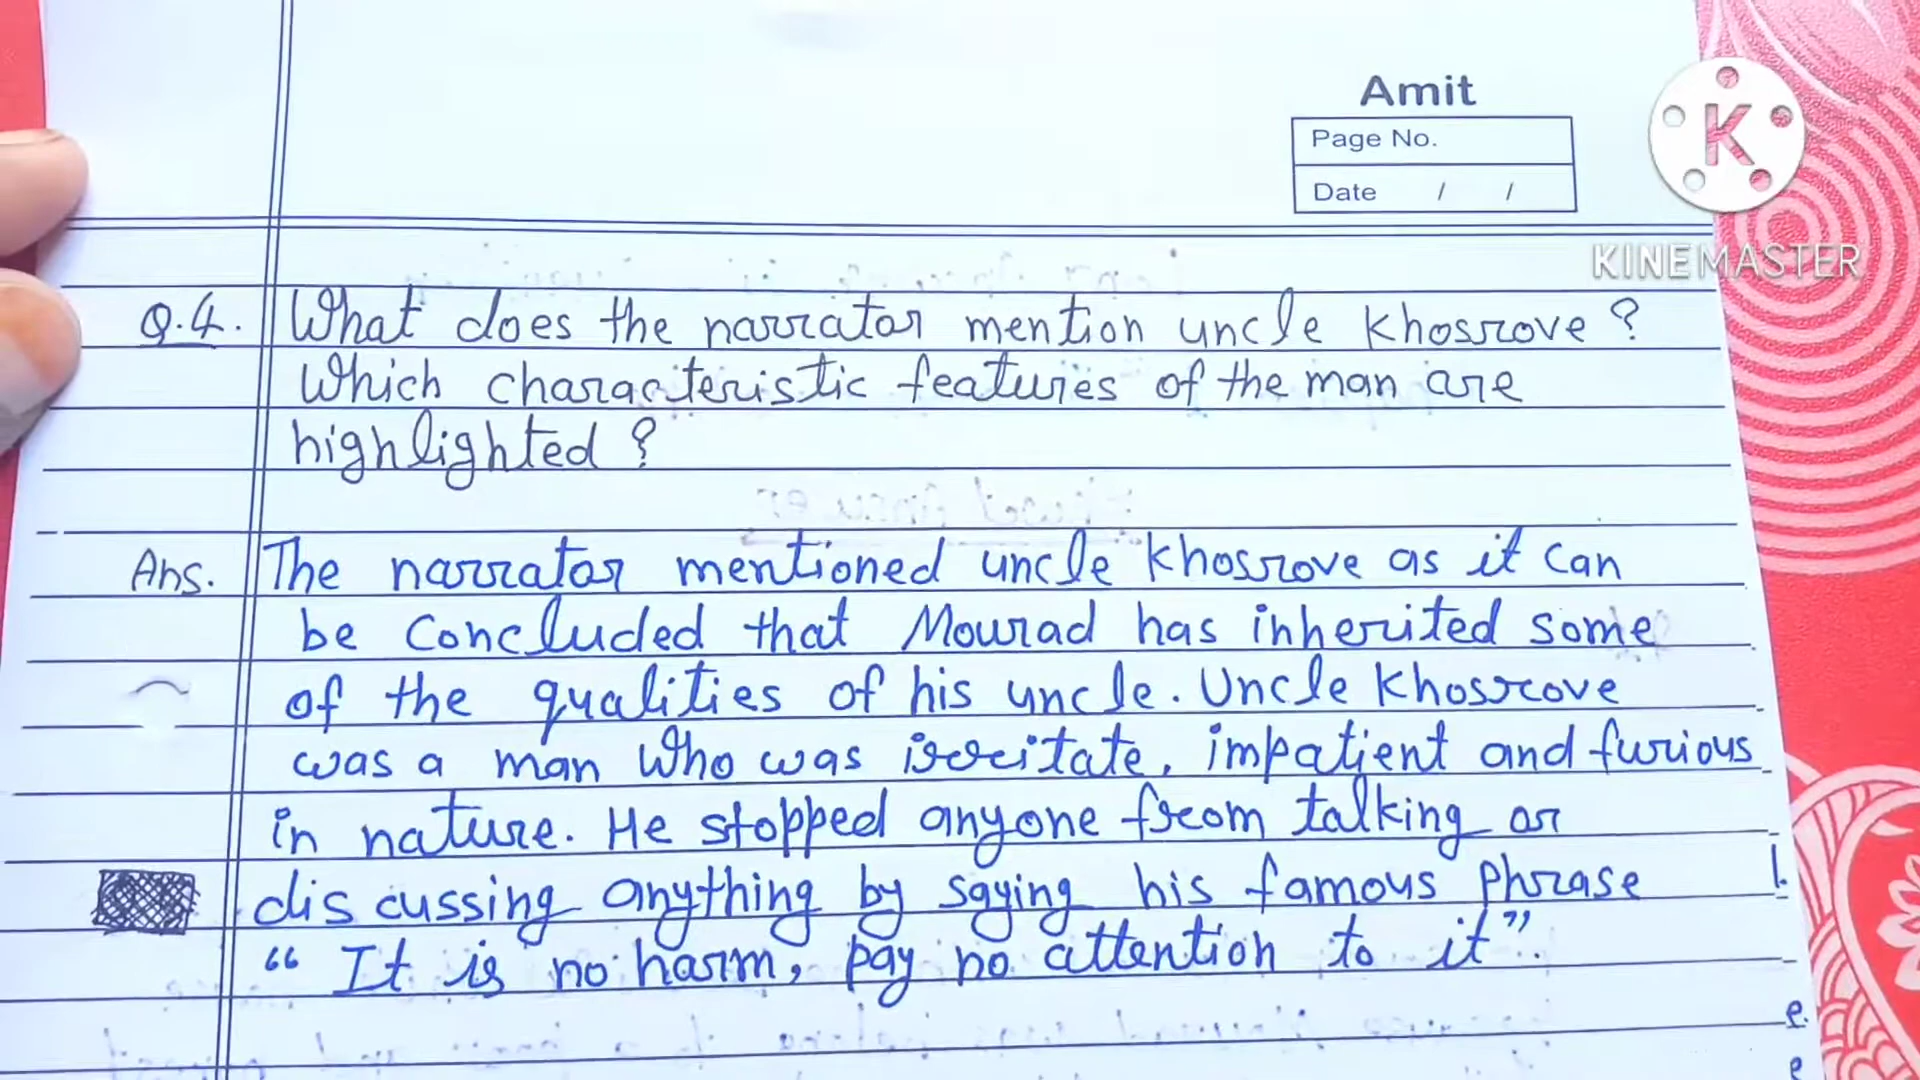 Amit
Page No.
Date / /
K
KINEMASTER
Q.4. What does the narrator mention uncle Khosrove ?
Which characteristic features of the man are
highlighted ?
Ans. The narrator mentioned uncle Khosrove as it can
be concluded that Mourad has inherited some
of the qualities of his uncle. Uncle Khosrove
was a man who was irritate, impatient and furious
in nature. He stopped anyone from talking or
discussing anything by saying his famous phrase
“ It is no harm, pay no attention to it”.